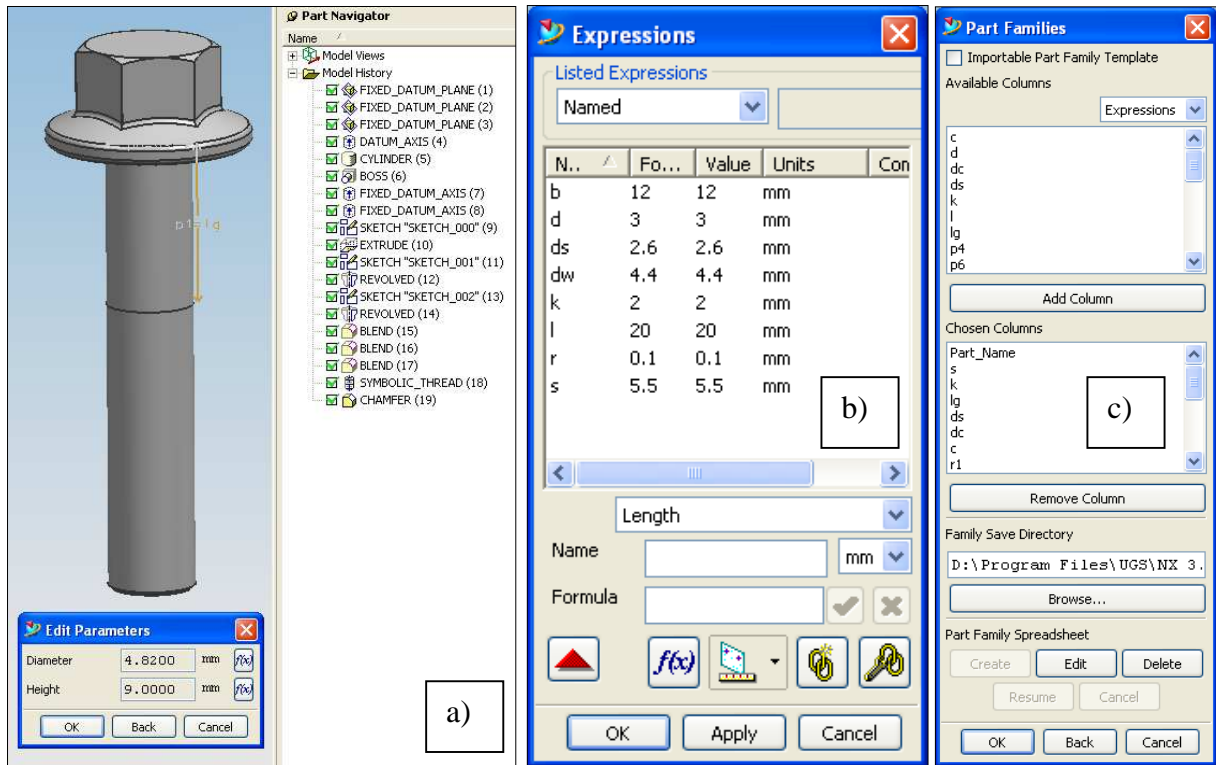 Part Navigator
Name
Model Views
Model History
FIXED_DATUM_PLANE (1)
FIXED_DATUM_PLANE (2)
FIXED_DATUM_PLANE (3)
DATUM_AXIS (4)
CYLINDER (5)
BOSS (6)
FIXED_DATUM_AXIS (7)
FIXED_DATUM_AXIS (8)
SKETCH "SKETCH_000" (9)
EXTRUDE (10)
SKETCH "SKETCH_001" (11)
REVOLVED (12)
SKETCH "SKETCH_002" (13)
REVOLVED (14)
BLEND (15)
BLEND (16)
BLEND (17)
SYMBOLIC_THREAD (18)
CHAMFER (19)
p1=lg
Edit Parameters
Diameter 4.8200 mm f(x)
Height 9.0000 mm f(x)
OK Back Cancel
a)
Expressions
Listed Expressions
Named
N.. Fo... Value Units Con
b 12 12 mm
d 3 3 mm
ds 2.6 2.6 mm
dw 4.4 4.4 mm
k 2 2 mm
l 20 20 mm
r 0.1 0.1 mm
s 5.5 5.5 mm
b)
Length
Name mm
Formula
f(x)
OK Apply Cancel
Part Families
Importable Part Family Template
Available Columns
Expressions
c
d
dc
ds
k
l
lg
p4
p6
Add Column
Chosen Columns
Part_Name
s
k
lg
ds
dc
c
r1
c)
Remove Column
Family Save Directory
D:\Program Files\UGS\NX 3.
Browse...
Part Family Spreadsheet
Create Edit Delete
Resume Cancel
OK Back Cancel